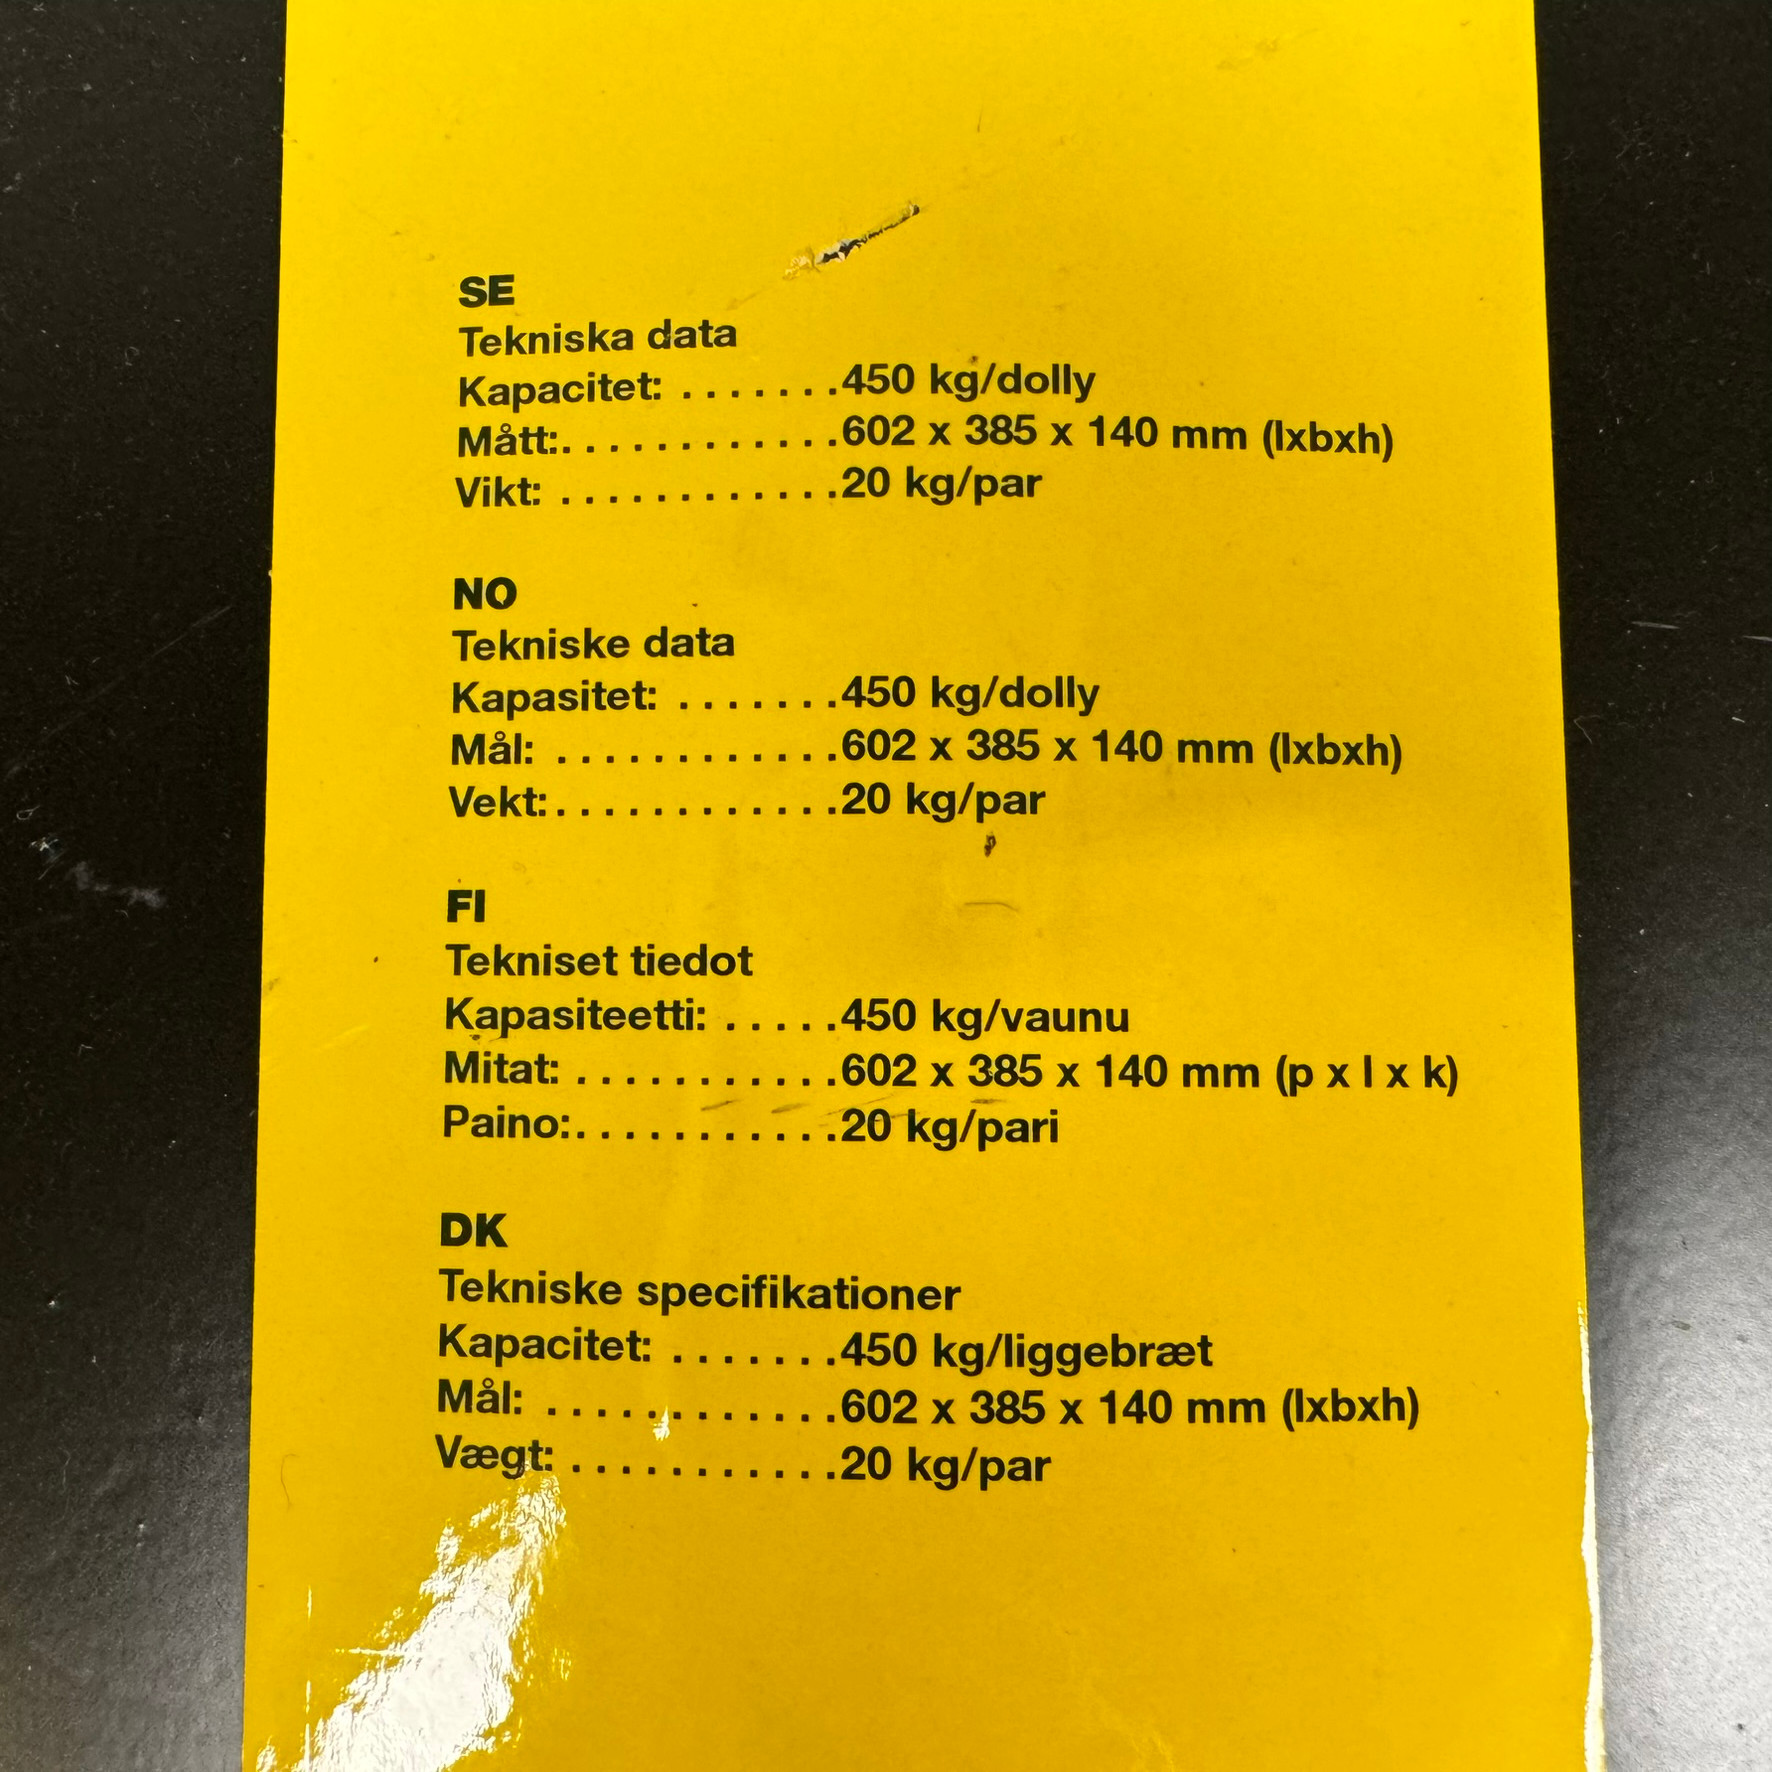 SE
Tekniska data
Kapacitet: .......450 kg/dolly
Mått:............602 x 385 x 140 mm (lxbxh)
Vikt: ............20 kg/par
NO
Tekniske data
Kapasitet: .......450 kg/dolly
Mål: ............602 x 385 x 140 mm (lxbxh)
Vekt:............20 kg/par
FI
Tekniset tiedot
Kapasiteetti: .....450 kg/vaunu
Mitat: ...........602 x 385 x 140 mm (p x l x k)
Paino:...........20 kg/pari
DK
Tekniske specifikationer
Kapacitet: .......450 kg/liggebræt
Mål: ............602 x 385 x 140 mm (lxbxh)
Vægt: ...........20 kg/par